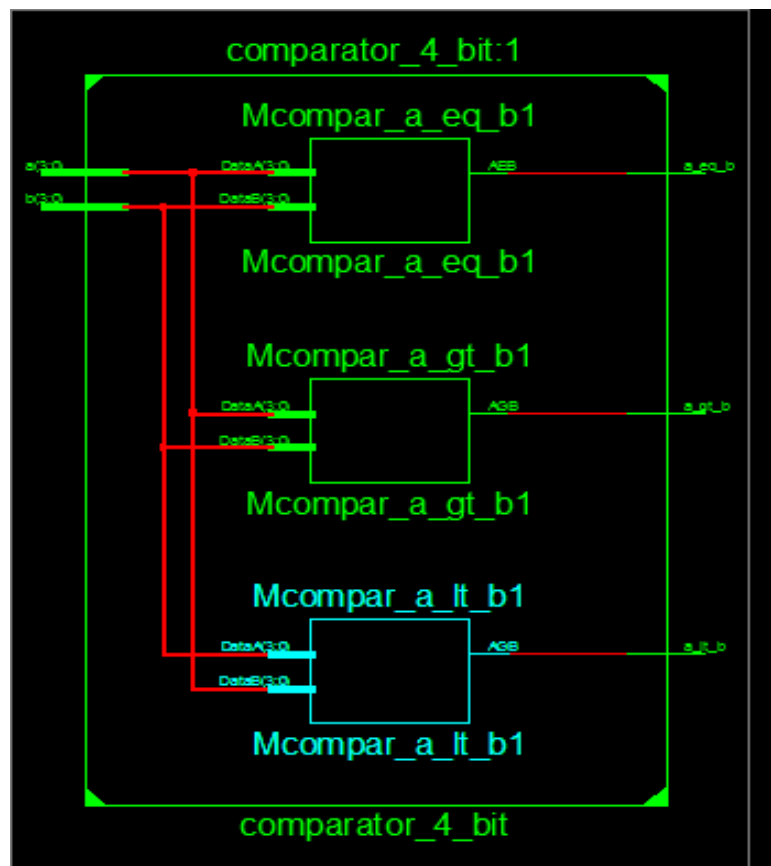 comparator_4_bit:1
Mcompar_a_eq_b1
a(3:0) DataA(3:0) AEB a_eq_b
b(3:0) DataB(3:0)
Mcompar_a_eq_b1
Mcompar_a_gt_b1
DataA(3:0) AGB a_gt_b
DataB(3:0)
Mcompar_a_gt_b1
Mcompar_a_lt_b1
DataA(3:0) AGB a_lt_b
DataB(3:0)
Mcompar_a_lt_b1
comparator_4_bit